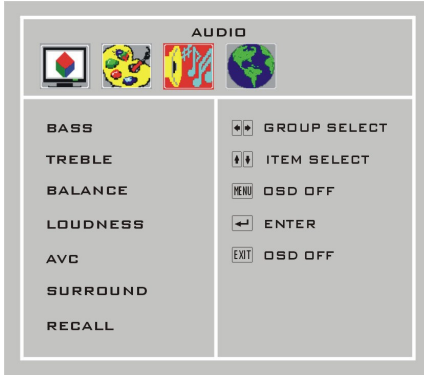 AUDIO
BASS
TREBLE
BALANCE
LOUDNESS
AVC
SURROUND
RECALL
GROUP SELECT
ITEM SELECT
MENU OSD OFF
ENTER
EXIT OSD OFF